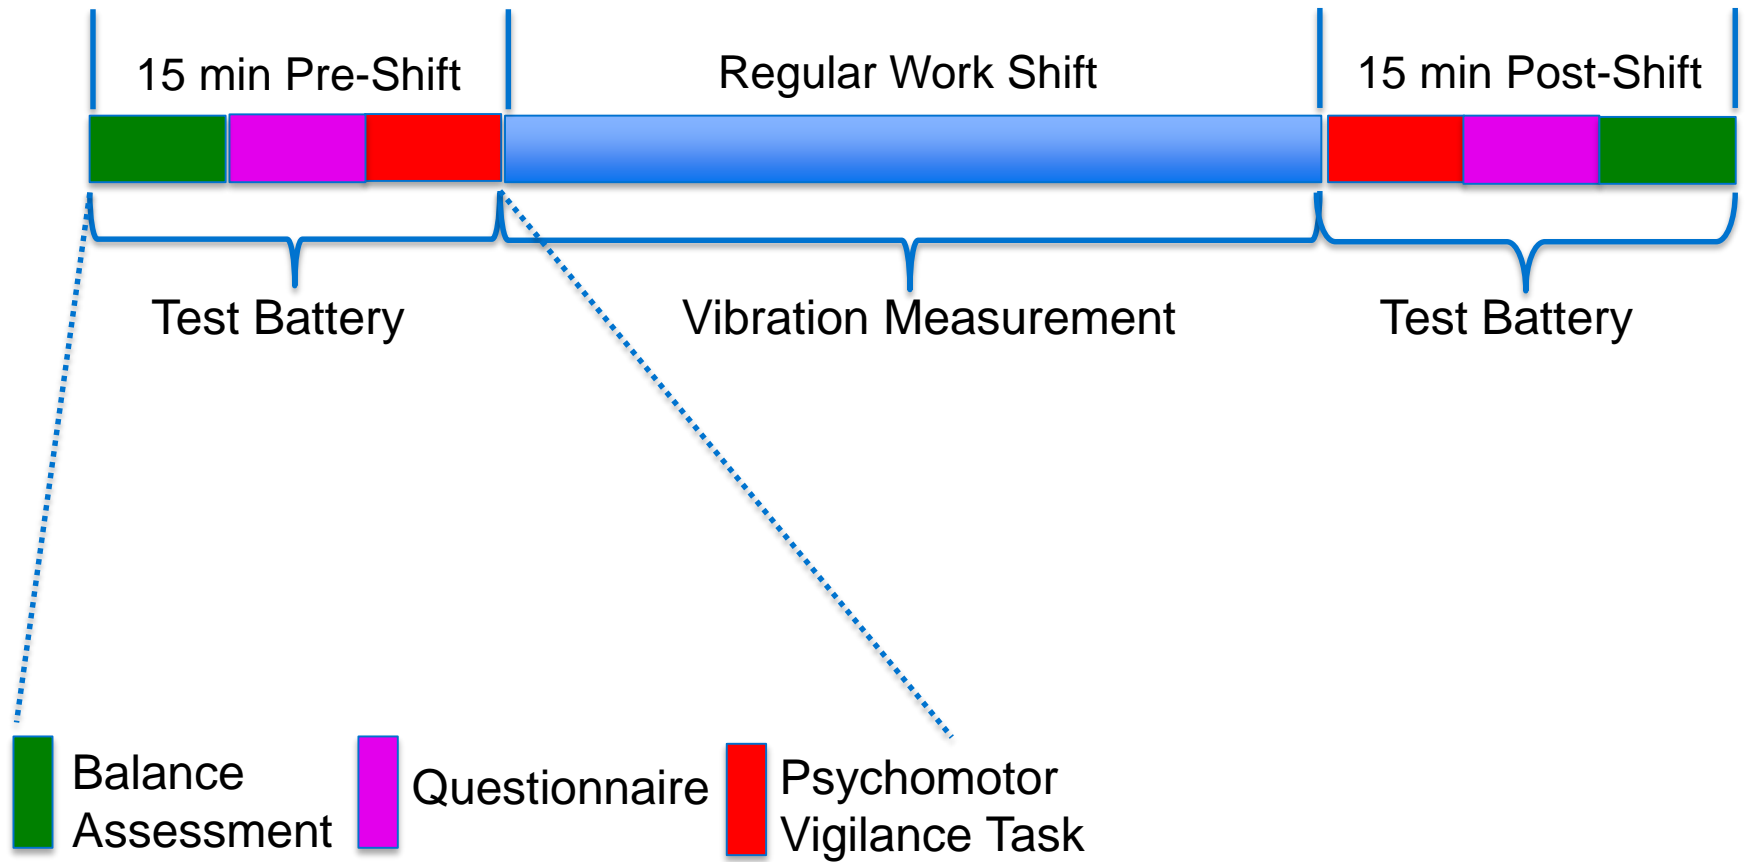 15 min Pre-Shift
Regular Work Shift
15 min Post-Shift
Test Battery
Vibration Measurement
Test Battery
Balance
Assessment
Questionnaire
Psychomotor
Vigilance Task